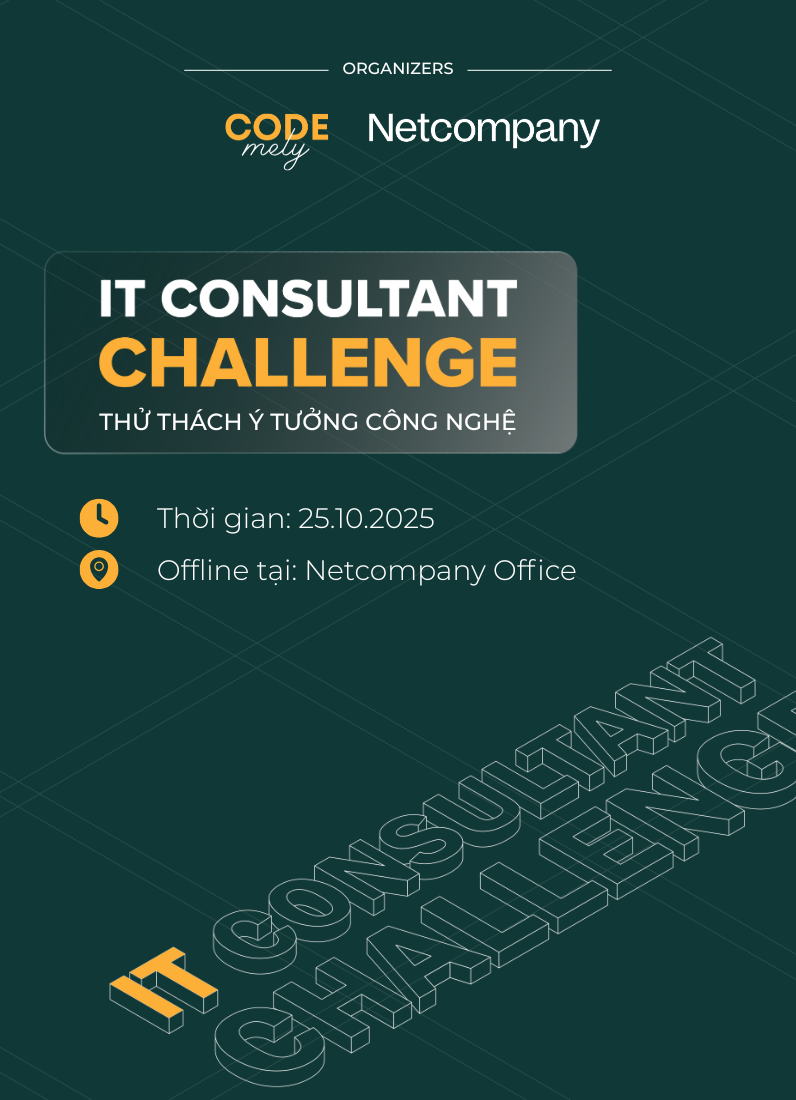 ORGANIZERS
CODE
mely
Netcompany
IT CONSULTANT
CHALLENGE
THỬ THÁCH Ý TƯỞNG CÔNG NGHỆ
Thời gian: 25.10.2025
Offline tại: Netcompany Office
IT CONSULTANT
CHALLENGE